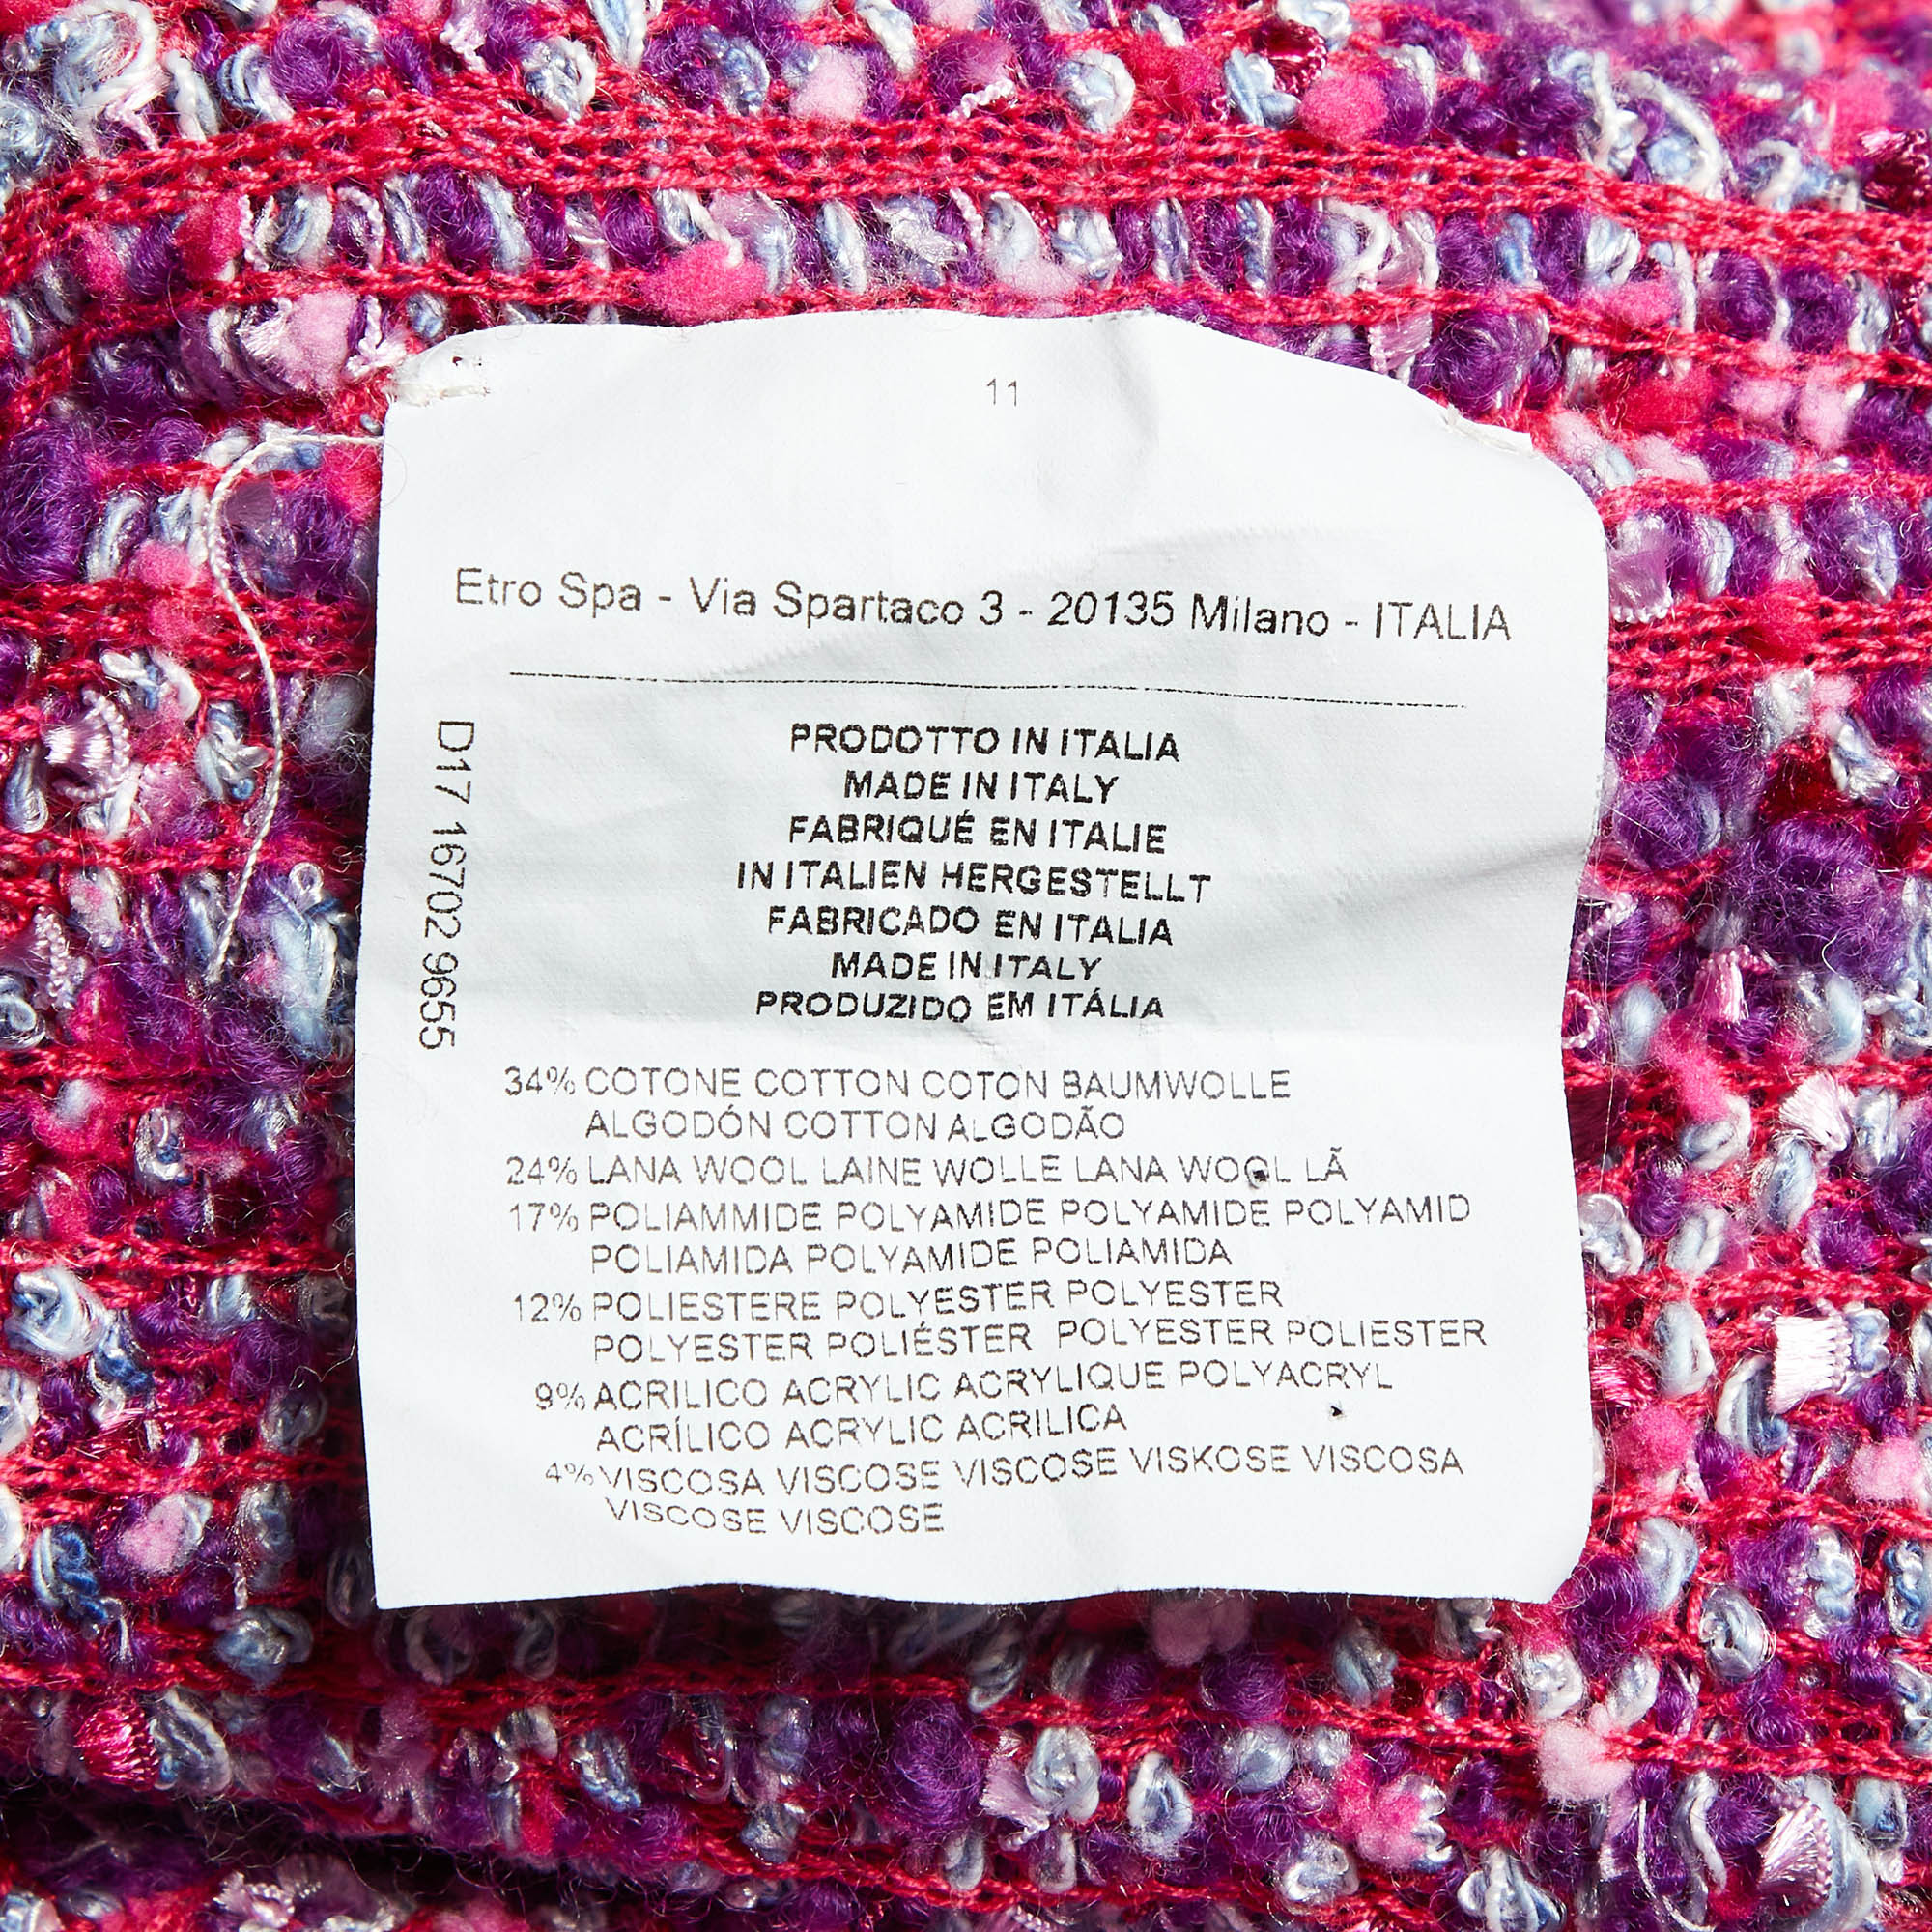 11
Etro Spa - Via Spartaco 3 - 20135 Milano - ITALIA
D17 16702 9655
PRODOTTO IN ITALIA
MADE IN ITALY
FABRIQUÉ EN ITALIE
IN ITALIEN HERGESTELLT
FABRICADO EN ITALIA
MADE IN ITALY
PRODUZIDO EM ITÁLIA
34% COTONE COTTON COTON BAUMWOLLE
ALGODÓN COTTON ALGODÃO
24% LANA WOOL LAINE WOLLE LANA WOOL LÃ
17% POLIAMMIDE POLYAMIDE POLYAMIDE POLYAMID
POLIAMIDA POLYAMIDE POLIAMIDA
12% POLIESTERE POLYESTER POLYESTER
POLYESTER POLIÉSTER POLYESTER POLIESTER
9% ACRILICO ACRYLIC ACRYLIQUE POLYACRYL
ACRÍLICO ACRYLIC ACRILICA
4% VISCOSA VISCOSE VISCOSE VISKOSE VISCOSA
VISCOSE VISCOSE